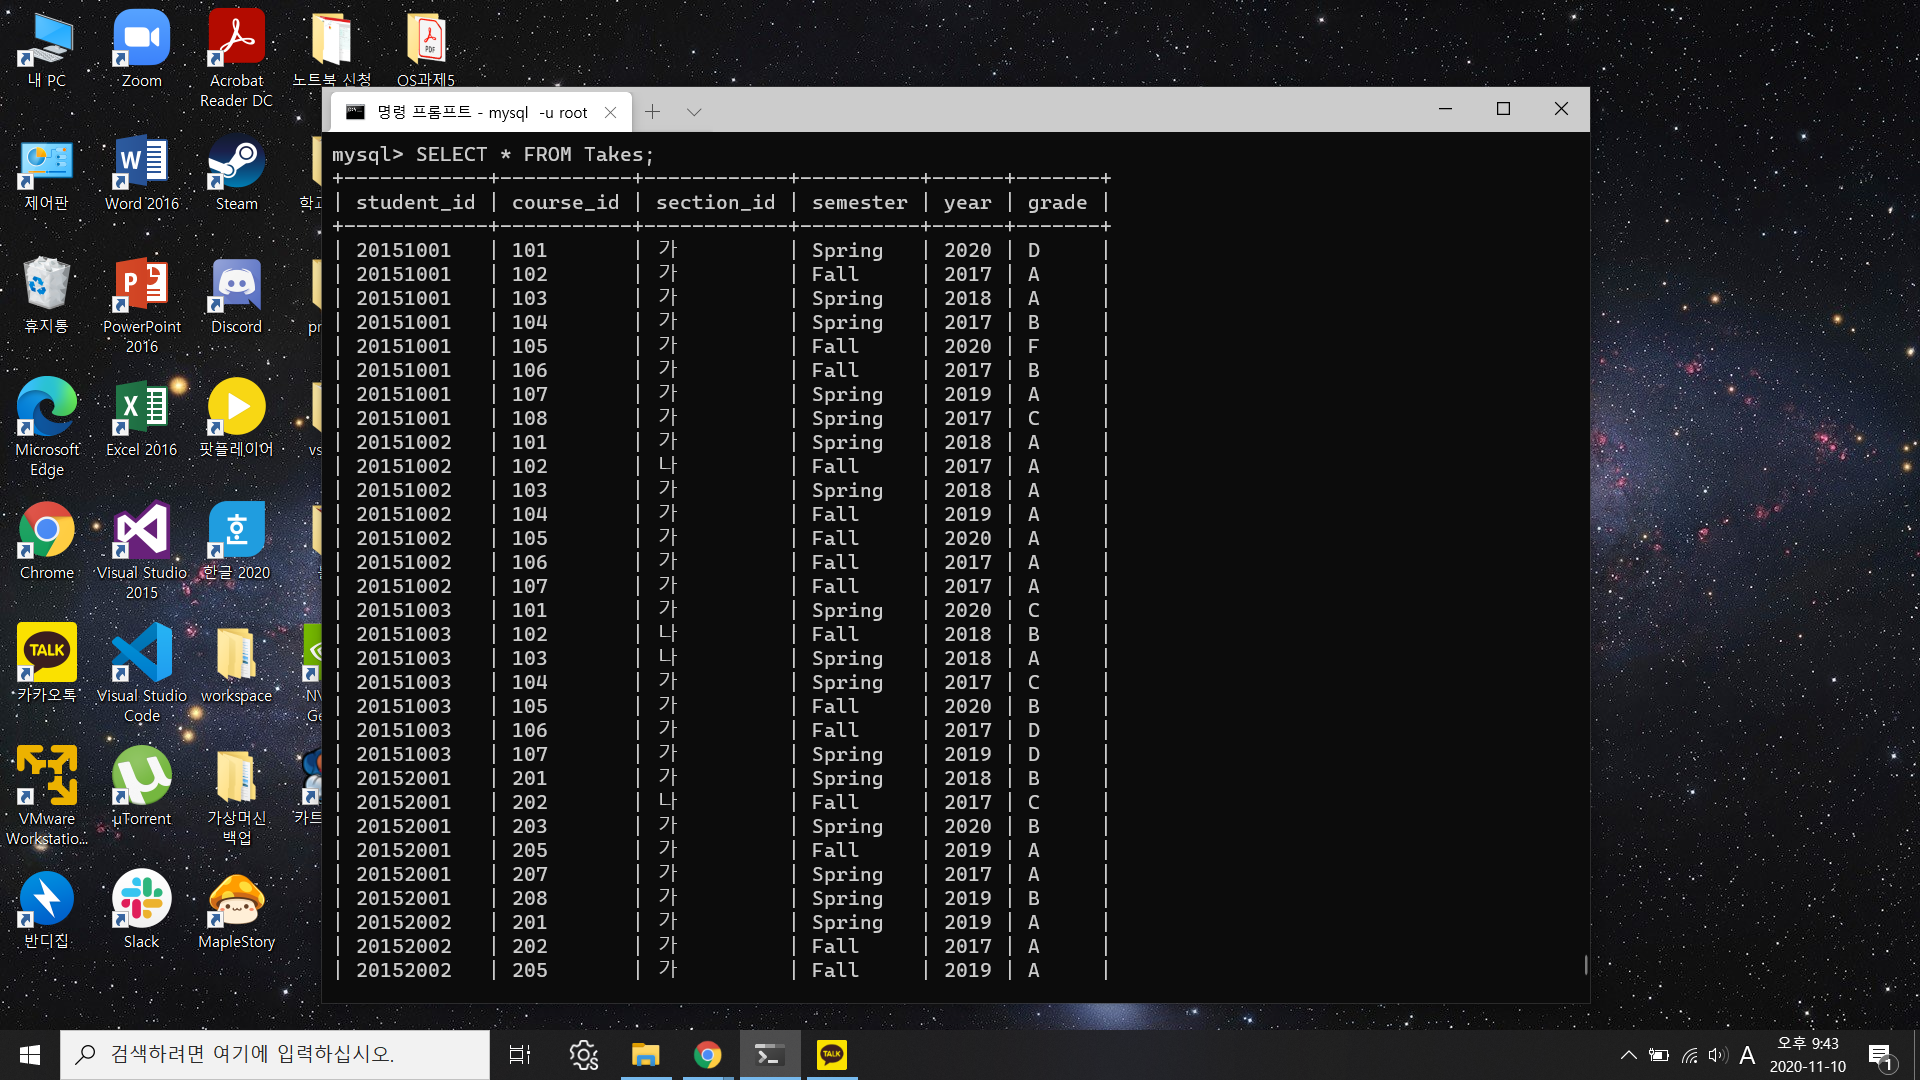 내 PC
Zoom
Acrobat
Reader DC
노트북 신청
OS과제5
PDF
제어판
Word 2016
Steam
휴지통
PowerPoint
2016
Discord
Microsoft
Edge
Excel 2016
팟플레이어
Chrome
Visual Studio
2015
한글 2020
TALK
카카오톡
Visual Studio
Code
workspace
VMware
Workstatio...
µTorrent
가상머신
백업
반디집
Slack
MapleStory
명령 프롬프트 - mysql  -u root
mysql> SELECT * FROM Takes;
+------------+-----------+------------+----------+------+-------+
| student_id | course_id | section_id | semester | year | grade |
+------------+-----------+------------+----------+------+-------+
| 20151001   | 101       | 가         | Spring   | 2020 | D     |
| 20151001   | 102       | 가         | Fall     | 2017 | A     |
| 20151001   | 103       | 가         | Spring   | 2018 | A     |
| 20151001   | 104       | 가         | Spring   | 2017 | B     |
| 20151001   | 105       | 가         | Fall     | 2020 | F     |
| 20151001   | 106       | 가         | Fall     | 2017 | B     |
| 20151001   | 107       | 가         | Spring   | 2019 | A     |
| 20151001   | 108       | 가         | Spring   | 2017 | C     |
| 20151002   | 101       | 가         | Spring   | 2018 | A     |
| 20151002   | 102       | 나         | Fall     | 2017 | A     |
| 20151002   | 103       | 가         | Spring   | 2018 | A     |
| 20151002   | 104       | 가         | Fall     | 2019 | A     |
| 20151002   | 105       | 가         | Fall     | 2020 | A     |
| 20151002   | 106       | 가         | Fall     | 2017 | A     |
| 20151002   | 107       | 가         | Fall     | 2017 | A     |
| 20151003   | 101       | 가         | Spring   | 2020 | C     |
| 20151003   | 102       | 나         | Fall     | 2018 | B     |
| 20151003   | 103       | 나         | Spring   | 2018 | A     |
| 20151003   | 104       | 가         | Spring   | 2017 | C     |
| 20151003   | 105       | 가         | Fall     | 2020 | B     |
| 20151003   | 106       | 가         | Fall     | 2017 | D     |
| 20151003   | 107       | 가         | Spring   | 2019 | D     |
| 20152001   | 201       | 가         | Spring   | 2018 | B     |
| 20152001   | 202       | 나         | Fall     | 2017 | C     |
| 20152001   | 203       | 가         | Spring   | 2020 | B     |
| 20152001   | 205       | 가         | Fall     | 2019 | A     |
| 20152001   | 207       | 가         | Spring   | 2017 | A     |
| 20152001   | 208       | 가         | Spring   | 2019 | B     |
| 20152002   | 201       | 가         | Spring   | 2019 | A     |
| 20152002   | 202       | 가         | Fall     | 2017 | A     |
| 20152002   | 205       | 가         | Fall     | 2019 | A     |
검색하려면 여기에 입력하십시오.
TALK
A
오후 9:43
2020-11-10
1